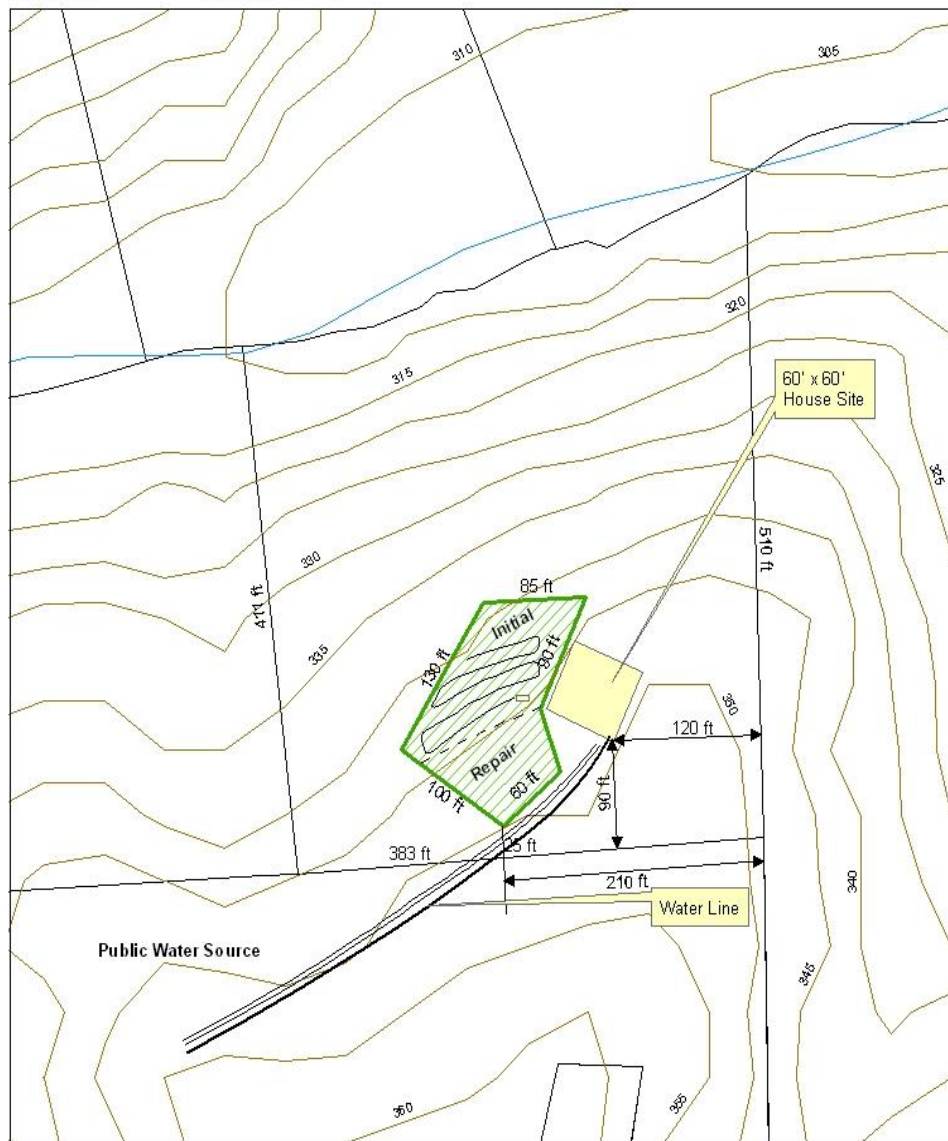 310
305
320
315
60' x 60'
House Site
325
510 ft
330
411 ft
85 ft
Initial
335
130 ft
90 ft
350
120 ft
Repair
60 ft
90 ft
100 ft
25 ft
383 ft
210 ft
340
Water Line
Public Water Source
345
360
355